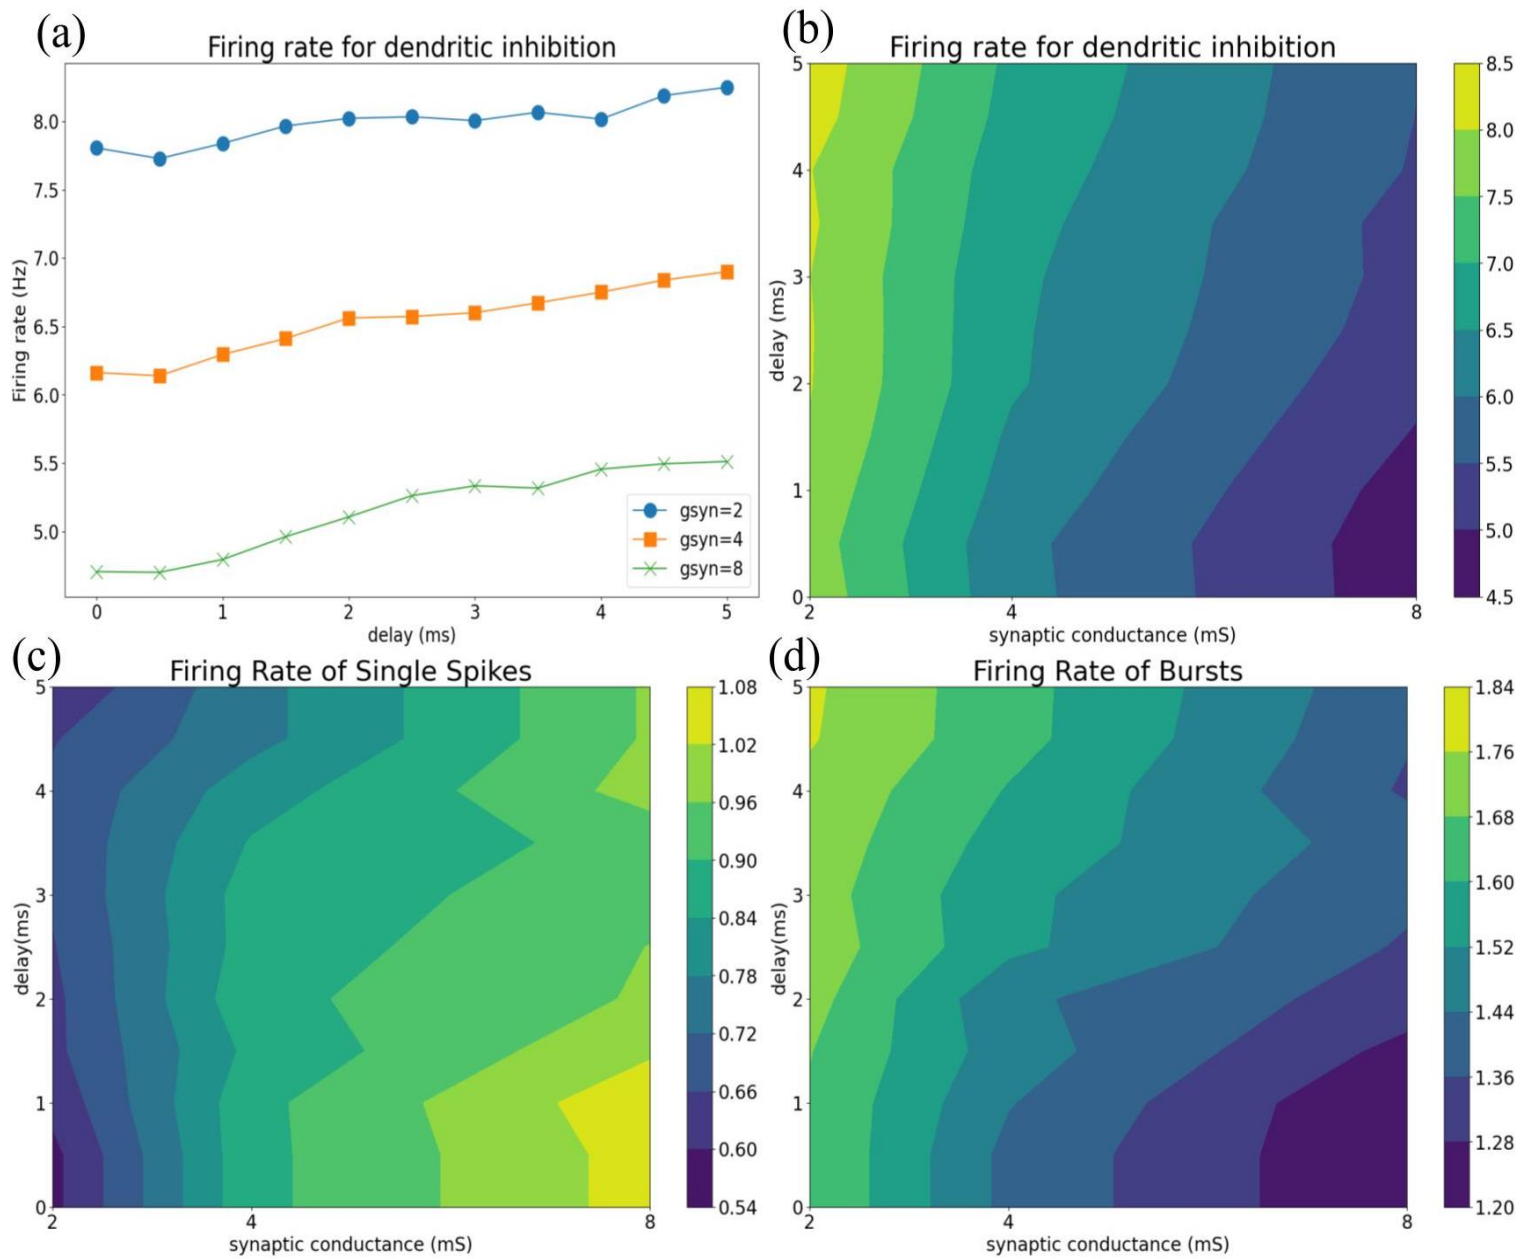 (a)
Firing rate for dendritic inhibition
8.0
7.5
7.0
6.5
6.0
5.5
5.0
Firing rate (Hz)
gsyn=2
gsyn=4
gsyn=8
0 1 2 3 4 5
delay (ms)
(b)
Firing rate for dendritic inhibition
5
4
3
2
1
0
delay (ms)
2 4 8
synaptic conductance (mS)
8.5
8.0
7.5
7.0
6.5
6.0
5.5
5.0
4.5
(c)
Firing Rate of Single Spikes
5
4
3
2
1
0
delay(ms)
2 4 8
synaptic conductance (mS)
1.08
1.02
0.96
0.90
0.84
0.78
0.72
0.66
0.60
0.54
(d)
Firing Rate of Bursts
5
4
3
2
1
0
delay(ms)
2 4 8
synaptic conductance (mS)
1.84
1.76
1.68
1.60
1.52
1.44
1.36
1.28
1.20